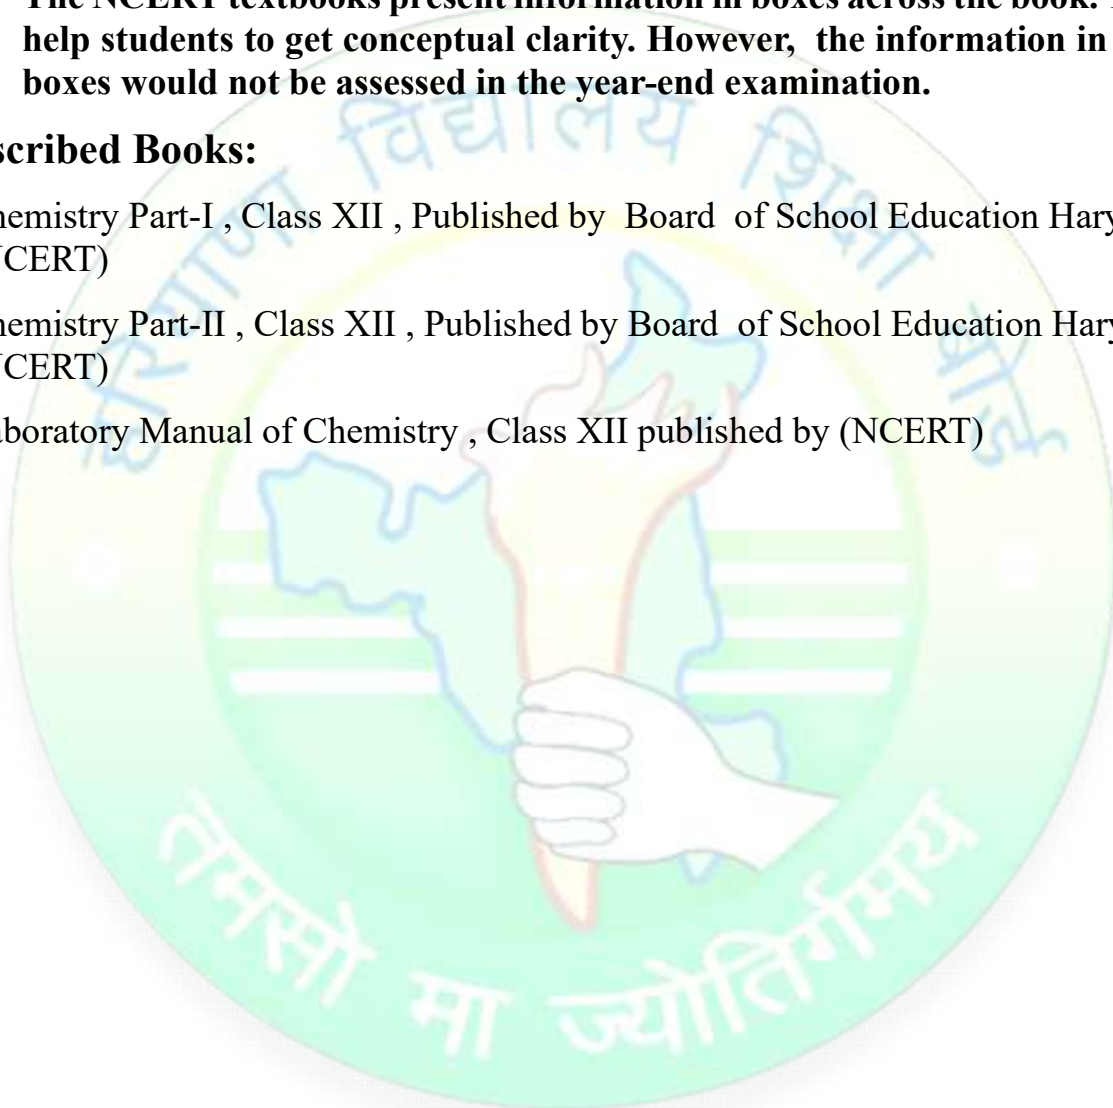 The NCERT textbooks present information in boxes across the book.
help students to get conceptual clarity. However, the information in
boxes would not be assessed in the year-end examination.
scribed Books:
hemistry Part-I , Class XII , Published by Board of School Education Hary
CERT)
hemistry Part-II , Class XII , Published by Board of School Education Hary
CERT)
aboratory Manual of Chemistry , Class XII published by (NCERT)
हरियाणा विद्यालय शिक्षा बोर्ड
तमसो मा ज्योतिर्गमय